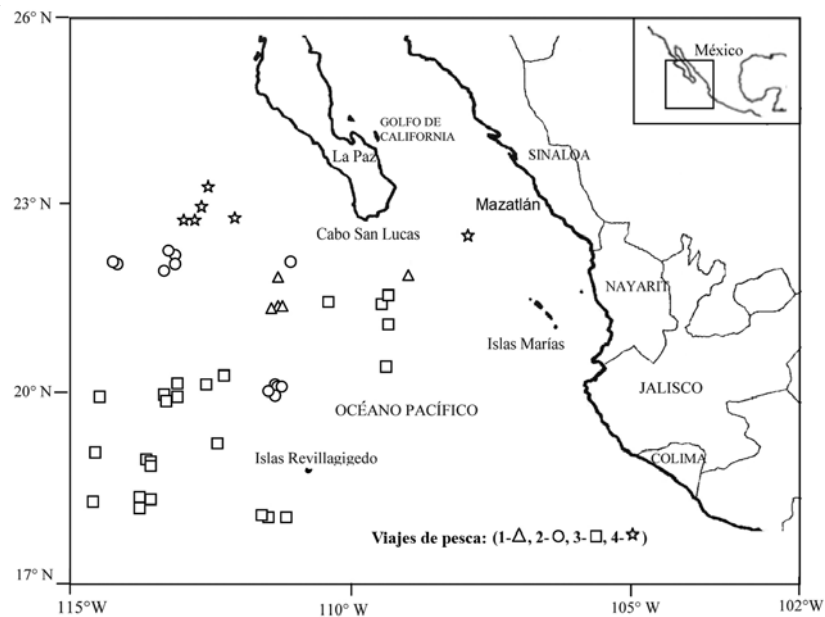 26° N
México
GOLFO DE
CALIFORNIA
La Paz
SINALOA
23° N
Mazatlán
Cabo San Lucas
NAYARIT
Islas Marías
20° N
JALISCO
OCÉANO PACÍFICO
Islas Revillagigedo
COLIMA
Viajes de pesca: (1-△, 2-○, 3-□, 4-☆)
17° N
115°W
110° W
105°W
102°W